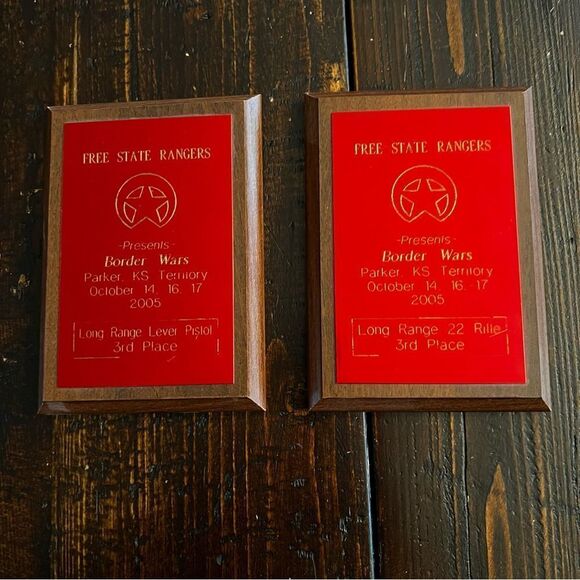 FREE STATE RANGERS
-Presents-
Border Wars
Parker, KS Territory
October 14, 16, 17
2005
Long Range Lever Pistol
3rd Place
FREE STATE RANGERS
-Presents-
Border Wars
Parker, KS Territory
October 14, 16, 17
2005
Long Range 22 Rifle
3rd Place